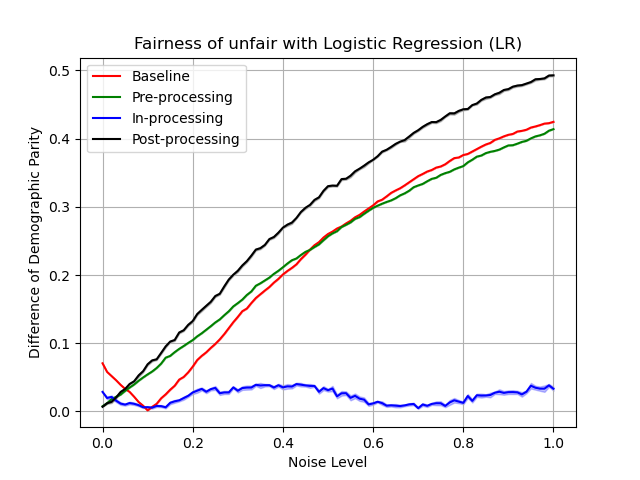 Fairness of unfair with Logistic Regression (LR)
Baseline
Pre-processing
In-processing
Post-processing
Difference of Demographic Parity
0.5
0.4
0.3
0.2
0.1
0.0
0.0 0.2 0.4 0.6 0.8 1.0
Noise Level